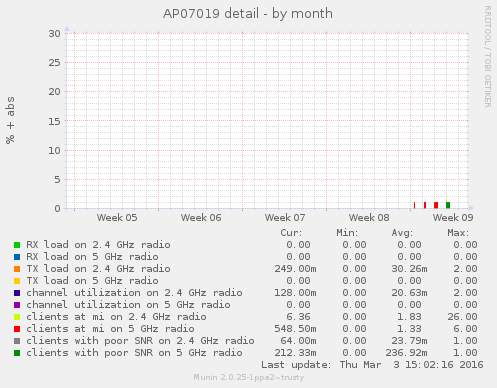 AP07019 detail - by month
RRDTOOL / TOBI OETIKER
% + abs
30
25
20
15
10
5
0
Week 05 Week 06 Week 07 Week 08 Week 09
Cur: Min: Avg: Max:
RX load on 2.4 GHz radio 0.00 0.00 0.00 0.00
RX load on 5 GHz radio 0.00 0.00 0.00 0.00
TX load on 2.4 GHz radio 249.00m 0.00 30.26m 2.00
TX load on 5 GHz radio 0.00 0.00 0.00 0.00
channel utilization on 2.4 GHz radio 128.00m 0.00 20.63m 2.00
channel utilization on 5 GHz radio 0.00 0.00 0.00 0.00
clients at mi on 2.4 GHz radio 6.36 0.00 1.83 26.00
clients at mi on 5 GHz radio 548.50m 0.00 1.33 6.00
clients with poor SNR on 2.4 GHz radio 64.00m 0.00 23.79m 1.00
clients with poor SNR on 5 GHz radio 212.33m 0.00 236.92m 1.00
Last update: Thu Mar 3 15:02:16 2016
Munin 2.0.25-1ppa2~trusty